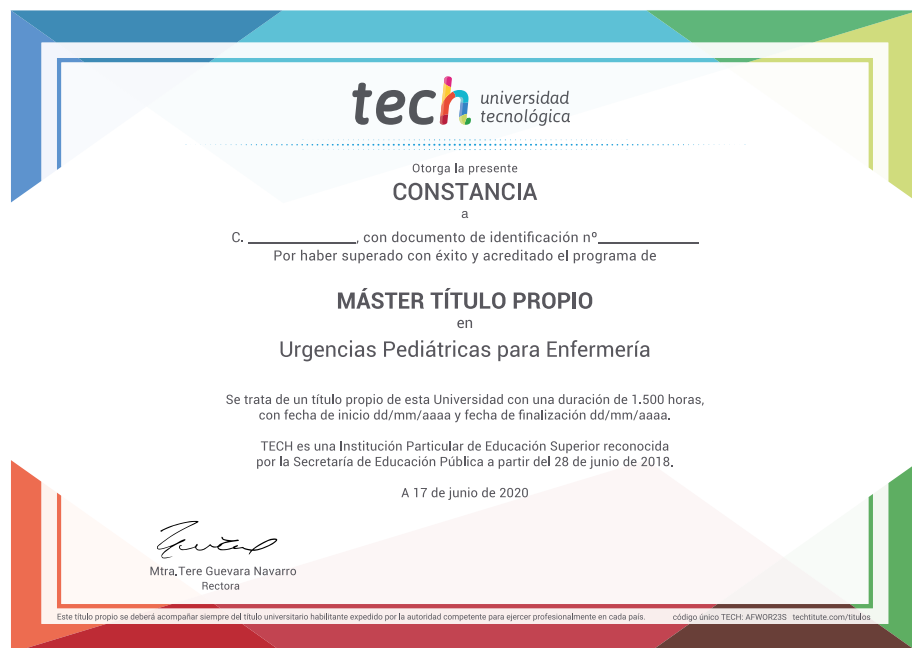 tech universidad
tecnológica
Otorga la presente
CONSTANCIA
a
C. ____________, con documento de identificación nº___________
Por haber superado con éxito y acreditado el programa de
MÁSTER TÍTULO PROPIO
en
Urgencias Pediátricas para Enfermería
Se trata de un título propio de esta Universidad con una duración de 1.500 horas,
con fecha de inicio dd/mm/aaaa y fecha de finalización dd/mm/aaaa.
TECH es una Institución Particular de Educación Superior reconocida
por la Secretaría de Educación Pública a partir del 28 de junio de 2018.
A 17 de junio de 2020
Mtra.Tere Guevara Navarro
Rectora
Este título propio se deberá acompañar siempre del título universitario habilitante expedido por la autoridad competente para ejercer profesionalmente en cada país. código único TECH: AFWOR23S techtitute.com/titulos